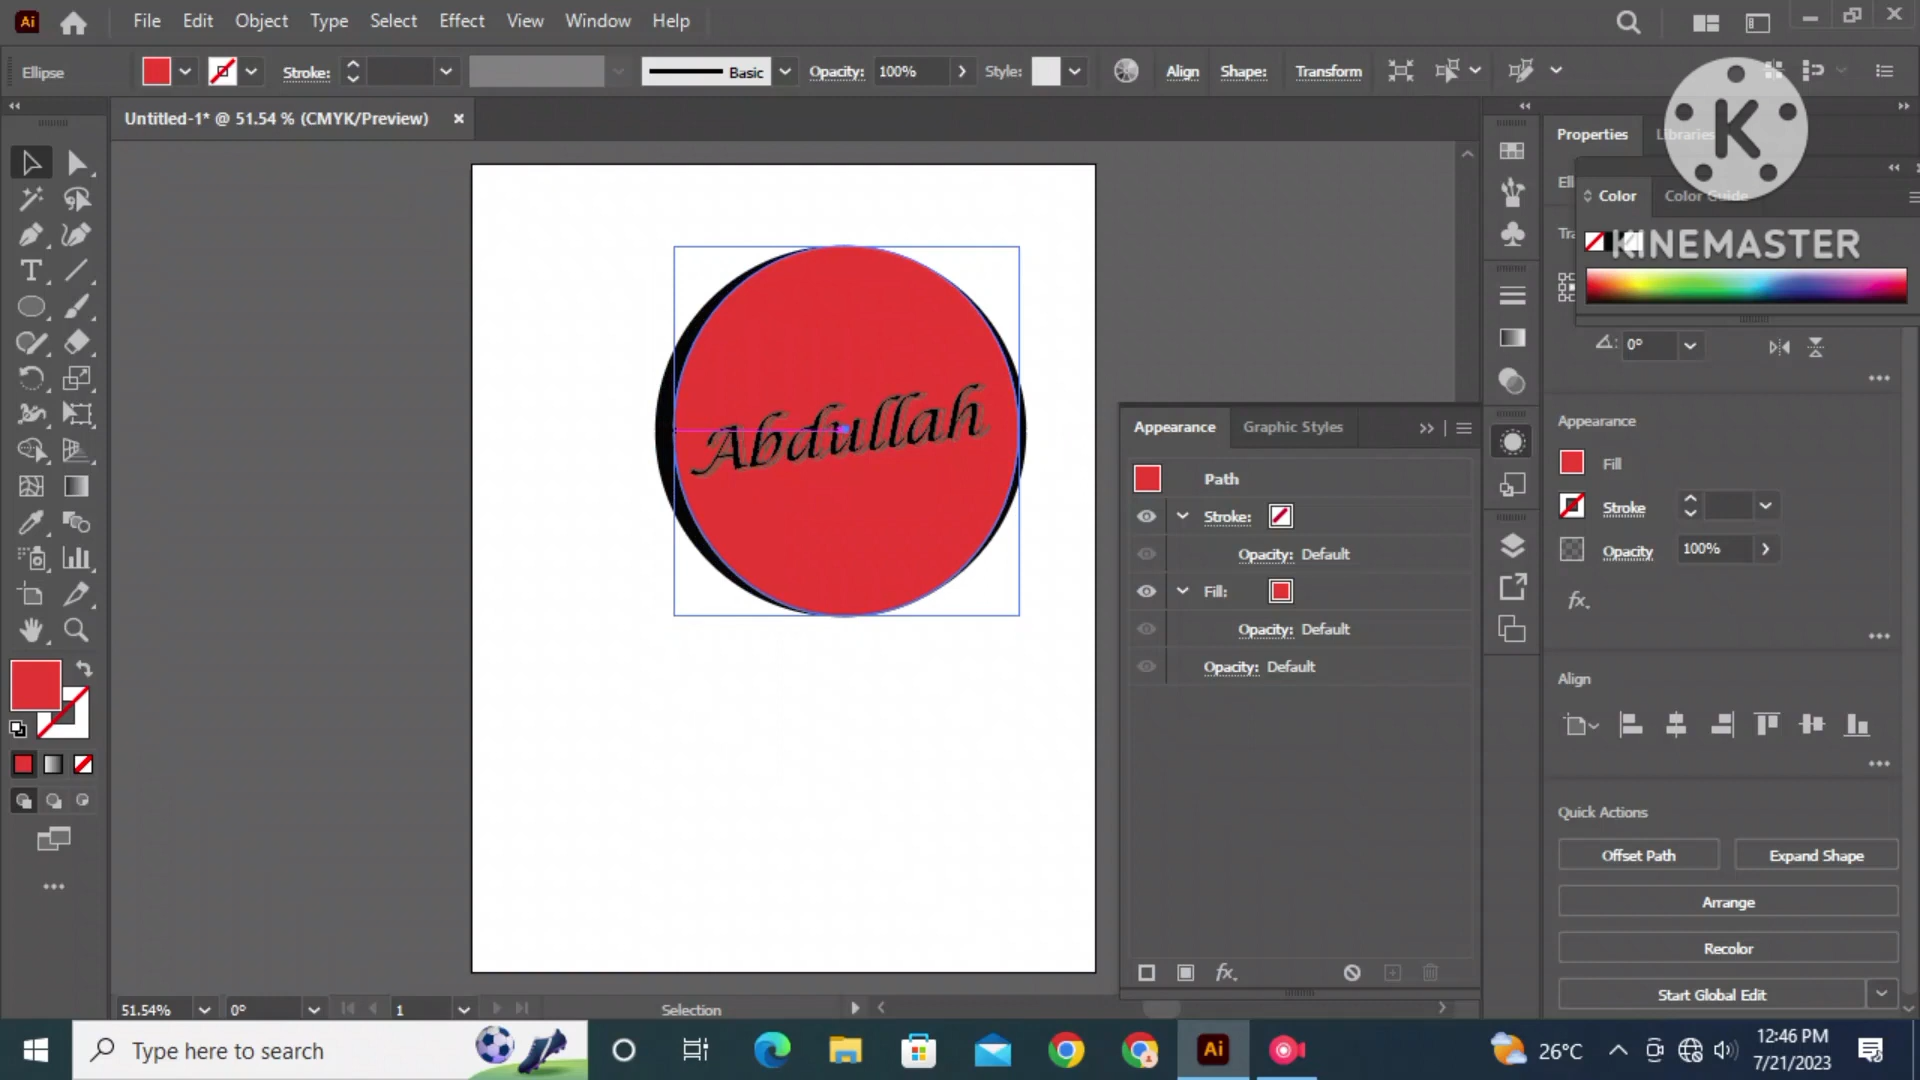 Ai File Edit Object Type Select Effect View Window Help
Ellipse Stroke: Basic Opacity: 100% Style: Align Shape: Transform
Untitled-1* @ 51.54 % (CMYK/Preview) ×
Properties Libraries
K
Color Color Guide
KINEMASTER
0°
Abdullah
Appearance Graphic Styles
Path
Stroke:
Opacity: Default
Fill:
Opacity: Default
Opacity: Default
fx.
Appearance
Fill
Stroke
Opacity 100%
fx.
Align
Quick Actions
Offset Path Expand Shape
Arrange
Recolor
Start Global Edit
51.54% 0° 1 Selection
Type here to search
Ai
26°C
12:46 PM
7/21/2023